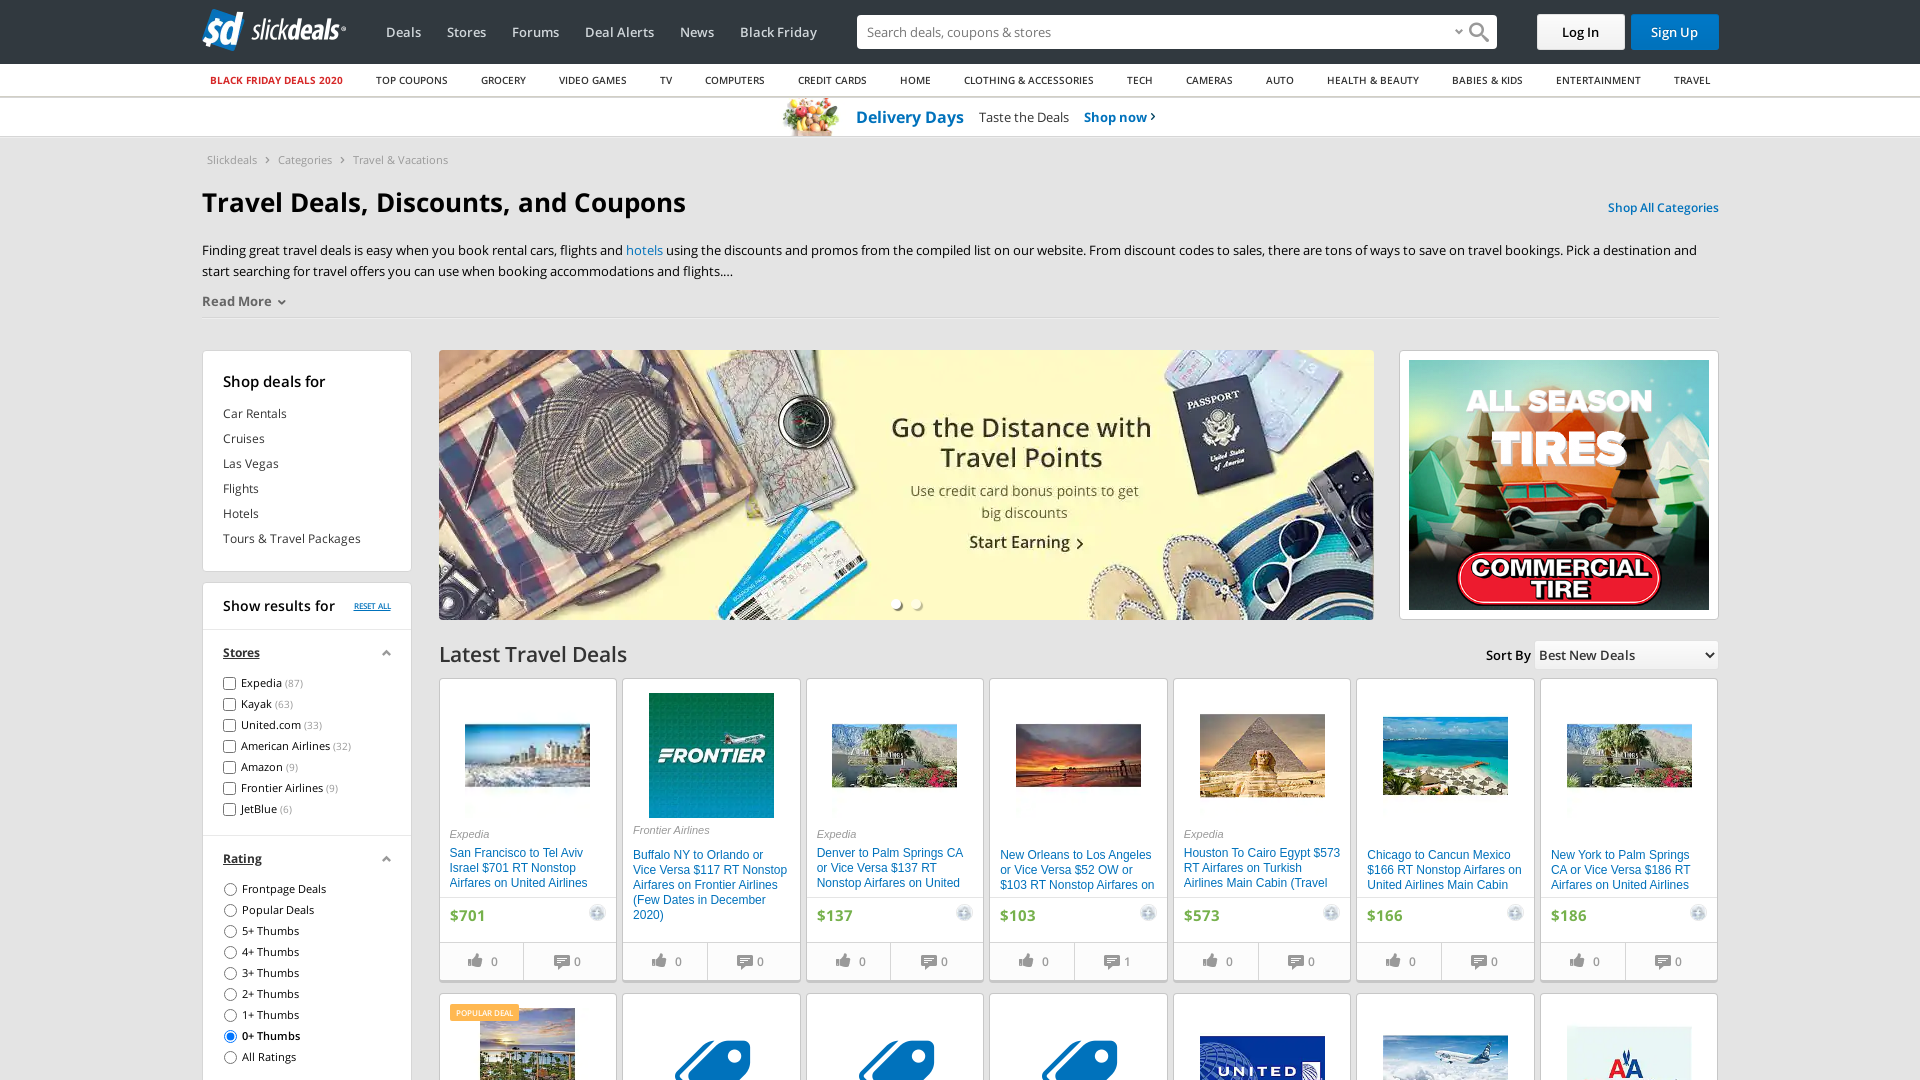 $d slickdeals
Deals
Stores
Forums
Deal Alerts
News
Black Friday
Search deals, coupons & stores
Log In
Sign Up
BLACK FRIDAY DEALS 2020
TOP COUPONS
GROCERY
VIDEO GAMES
TV
COMPUTERS
CREDIT CARDS
HOME
CLOTHING & ACCESSORIES
TECH
CAMERAS
AUTO
HEALTH & BEAUTY
BABIES & KIDS
ENTERTAINMENT
TRAVEL
Delivery Days Taste the Deals Shop now
Slickdeals > Categories > Travel & Vacations
Travel Deals, Discounts, and Coupons
Shop All Categories
Finding great travel deals is easy when you book rental cars, flights and hotels using the discounts and promos from the compiled list on our website. From discount codes to sales, there are tons of ways to save on travel bookings. Pick a destination and
start searching for travel offers you can use when booking accommodations and flights....
Read More
Shop deals for
Car Rentals
Cruises
Las Vegas
Flights
Hotels
Tours & Travel Packages
Show results for
RESET ALL
Stores
Expedia (87)
Kayak (63)
United.com (33)
American Airlines (32)
Amazon (9)
Frontier Airlines (9)
JetBlue (6)
Rating
Frontpage Deals
Popular Deals
5+ Thumbs
4+ Thumbs
3+ Thumbs
2+ Thumbs
1+ Thumbs
0+ Thumbs
All Ratings
PASSPORT
United States
of America
Go the Distance with
Travel Points
Use credit card bonus points to get
big discounts
Start Earning >
ALL SEASON
TIRES
COMMERCIAL
TIRE
Latest Travel Deals
Sort By Best New Deals
Expedia
San Francisco to Tel Aviv
Israel $701 RT Nonstop
Airfares on United Airlines
$701
0
0
FRONTIER
Frontier Airlines
Buffalo NY to Orlando or
Vice Versa $117 RT Nonstop
Airfares on Frontier Airlines
(Few Dates in December
2020)
0
0
Expedia
Denver to Palm Springs CA
or Vice Versa $137 RT
Nonstop Airfares on United
$137
0
0
New Orleans to Los Angeles
or Vice Versa $52 OW or
$103 RT Nonstop Airfares on
$103
0
1
Expedia
Houston To Cairo Egypt $573
RT Airfares on Turkish
Airlines Main Cabin (Travel
$573
0
0
Chicago to Cancun Mexico
$166 RT Nonstop Airfares on
United Airlines Main Cabin
$166
0
0
New York to Palm Springs
CA or Vice Versa $186 RT
Airfares on United Airlines
$186
0
0
POPULAR DEAL
UNITED
AA